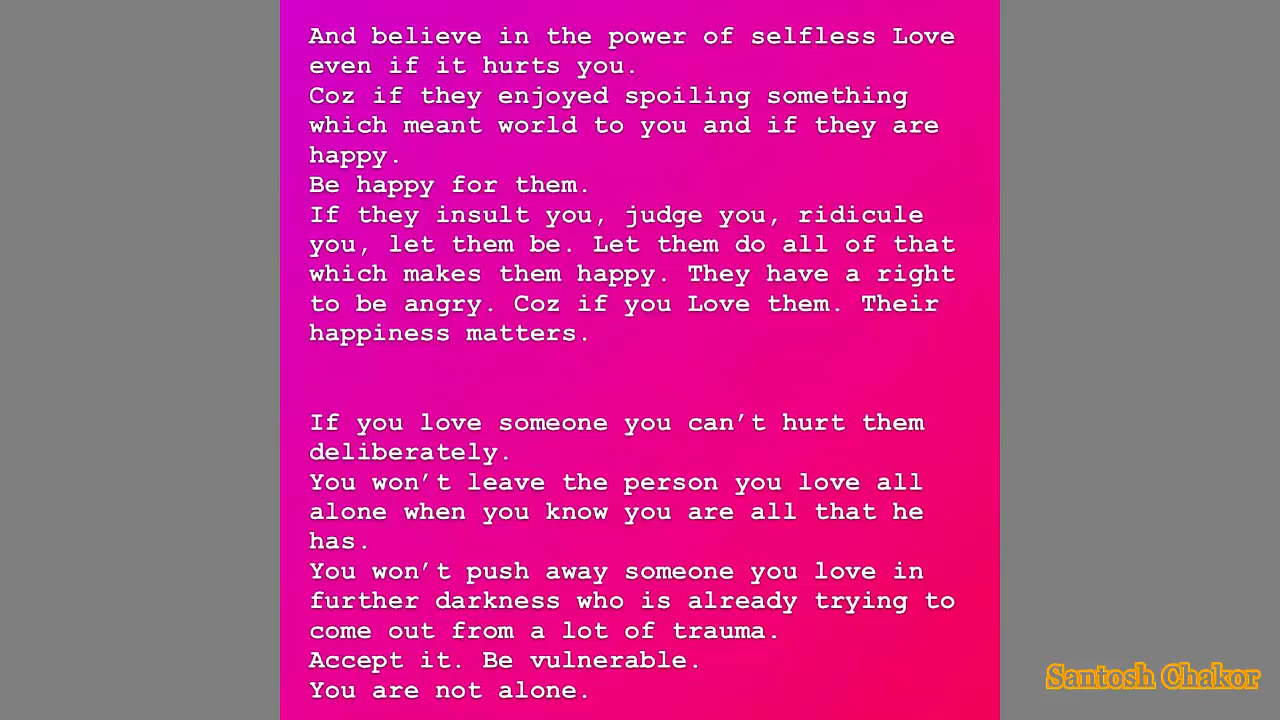 And believe in the power of selfless Love
even if it hurts you.
Coz if they enjoyed spoiling something
which meant world to you and if they are
happy.
Be happy for them.
If they insult you, judge you, ridicule
you, let them be. Let them do all of that
which makes them happy. They have a right
to be angry. Coz if you Love them. Their
happiness matters.
If you love someone you can’t hurt them
deliberately.
You won’t leave the person you love all
alone when you know you are all that he
has.
You won’t push away someone you love in
further darkness who is already trying to
come out from a lot of trauma.
Accept it. Be vulnerable.
You are not alone.
Santosh Chakor